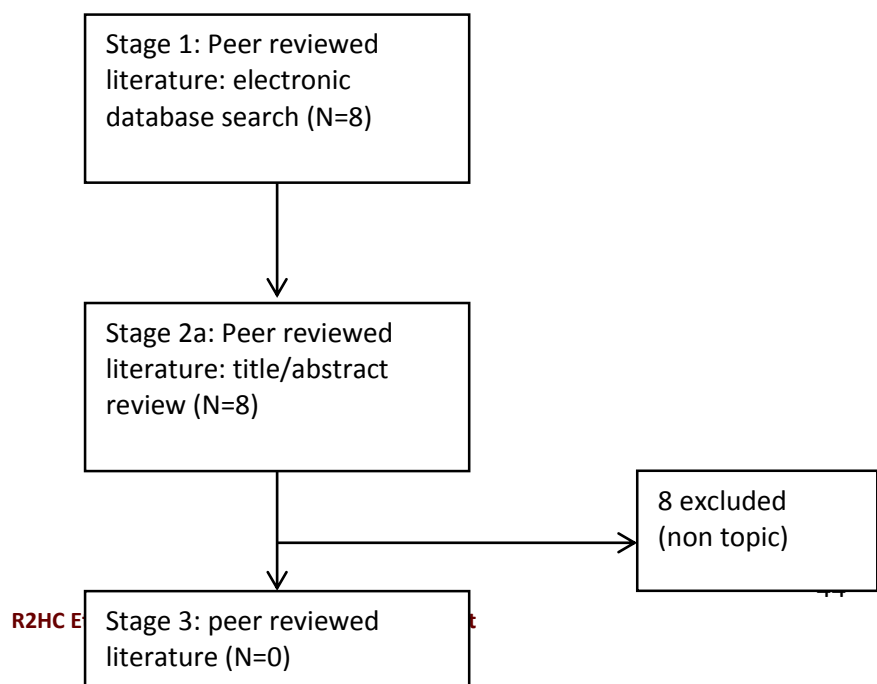 Stage 1: Peer reviewed
literature: electronic
database search (N=8)
Stage 2a: Peer reviewed
literature: title/abstract
review (N=8)
8 excluded
(non topic)
Stage 3: peer reviewed
literature (N=0)
R2HC